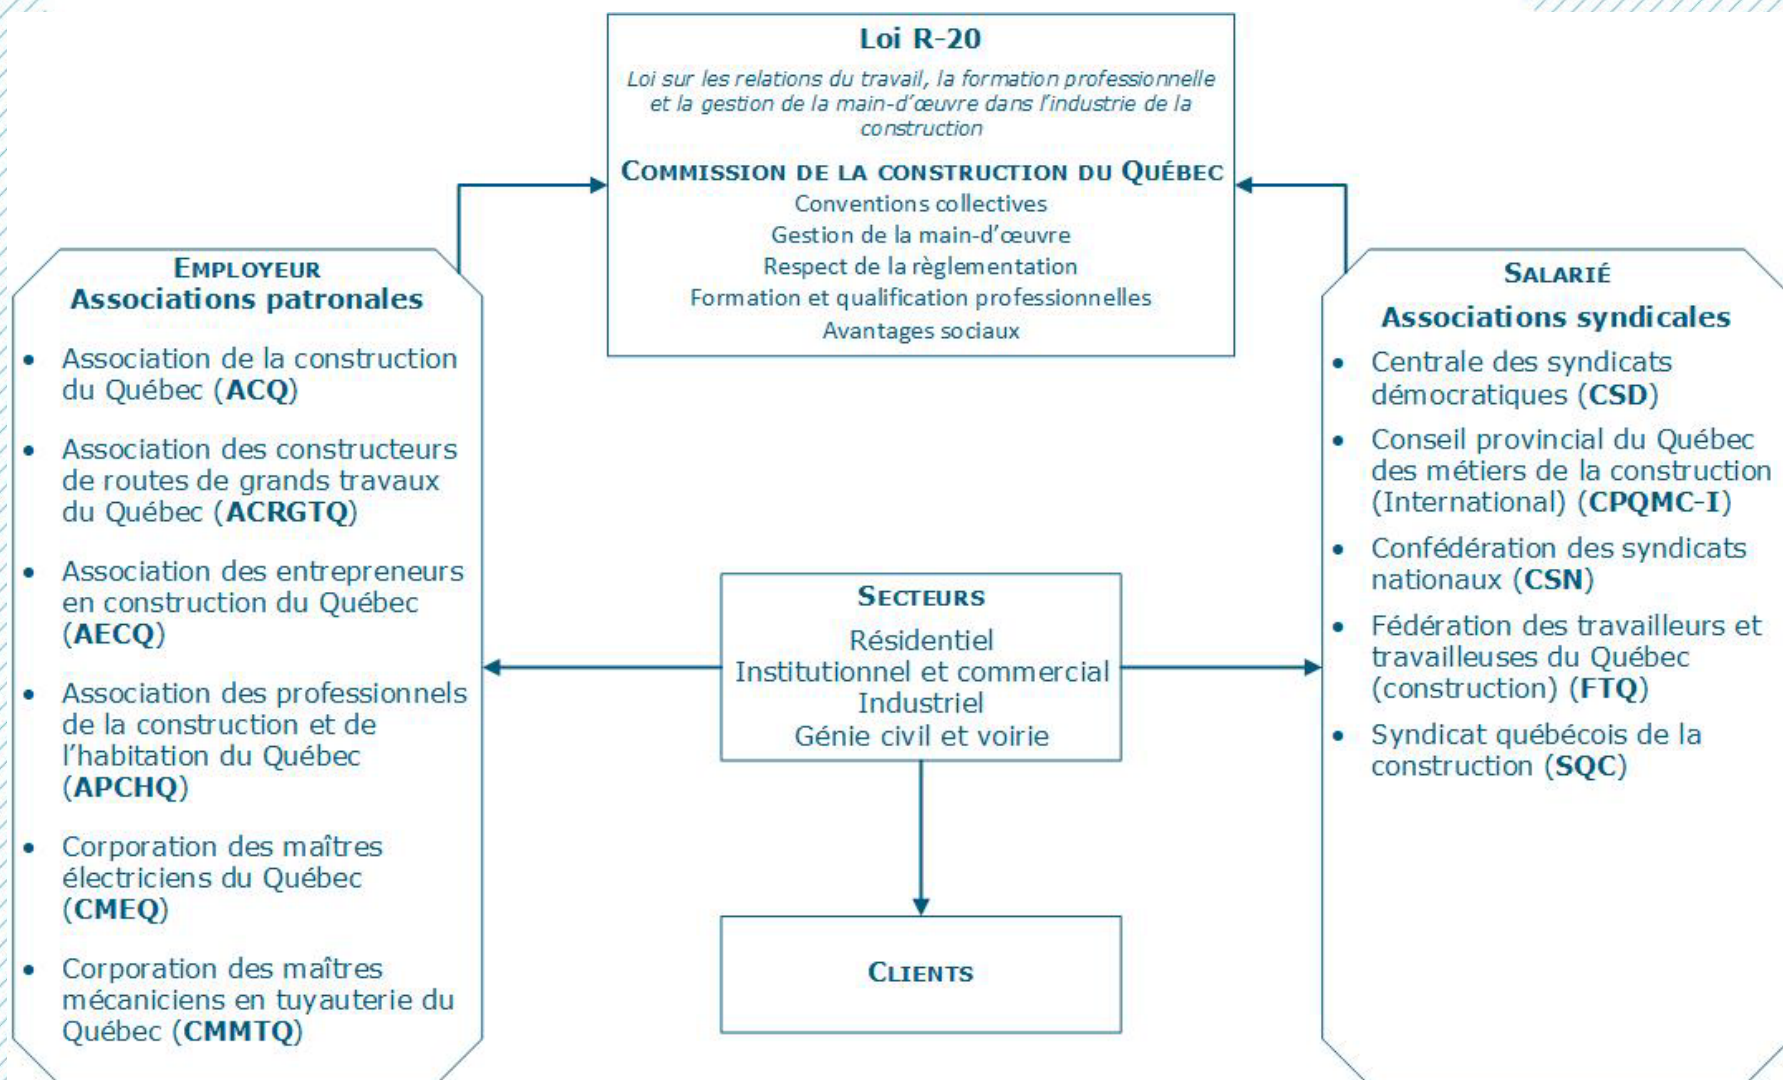 Loi R-20
Loi sur les relations du travail, la formation professionnelle
et la gestion de la main-d'œuvre dans l'industrie de la
construction
COMMISSION DE LA CONSTRUCTION DU QUÉBEC
Conventions collectives
Gestion de la main-d'œuvre
Respect de la règlementation
Formation et qualification professionnelles
Avantages sociaux
EMPLOYEUR
Associations patronales
• Association de la construction
du Québec (ACQ)
• Association des constructeurs
de routes de grands travaux
du Québec (ACRGTQ)
• Association des entrepreneurs
en construction du Québec
(AECQ)
• Association des professionnels
de la construction et de
l'habitation du Québec
(APCHQ)
• Corporation des maîtres
électriciens du Québec
(CMEQ)
• Corporation des maîtres
mécaniciens en tuyauterie du
Québec (CMMTQ)
SECTEURS
Résidentiel
Institutionnel et commercial
Industriel
Génie civil et voirie
CLIENTS
SALARIÉ
Associations syndicales
• Centrale des syndicats
démocratiques (CSD)
• Conseil provincial du Québec
des métiers de la construction
(International) (CPQMC-I)
• Confédération des syndicats
nationaux (CSN)
• Fédération des travailleurs et
travailleuses du Québec
(construction) (FTQ)
• Syndicat québécois de la
construction (SQC)